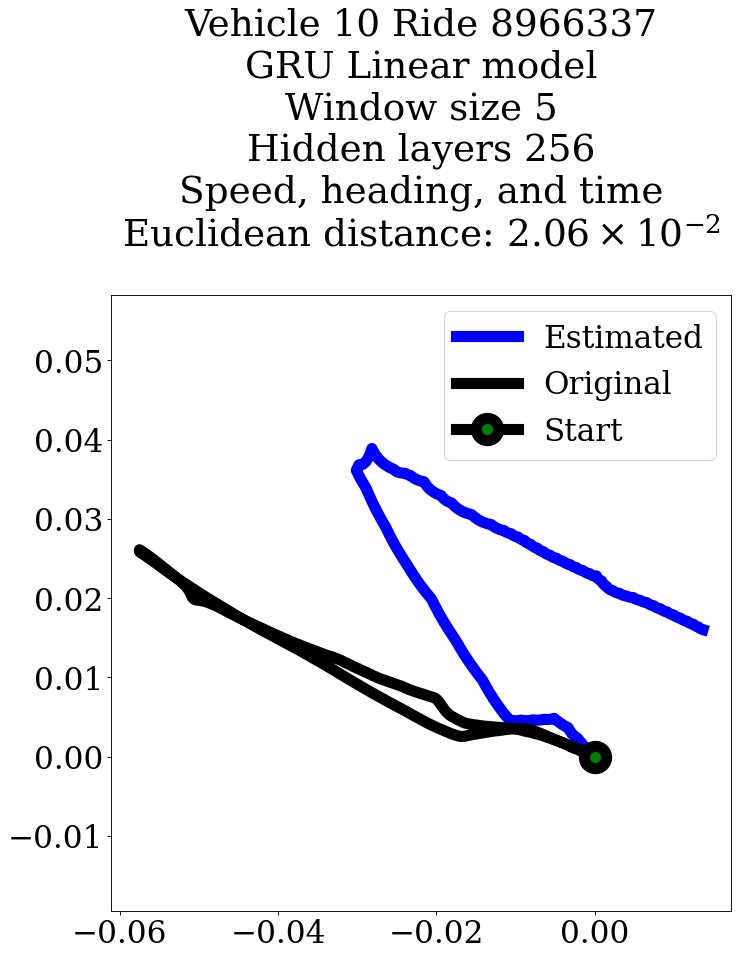 Vehicle 10 Ride 8966337
GRU Linear model
Window size 5
Hidden layers 256
Speed, heading, and time
Euclidean distance: 2.06 × 10⁻²
Estimated
Original
Start
0.05
0.04
0.03
0.02
0.01
0.00
−0.01
−0.06
−0.04
−0.02
0.00